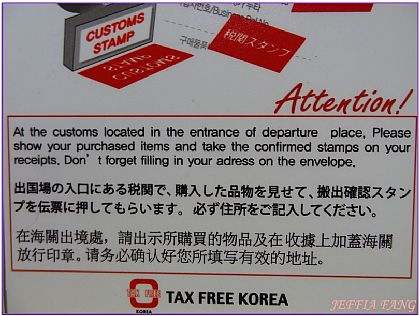 CUSTOMS
STAMP
税関スタンプ
Attention!
At the customs located in the entrance of departure place, Please
show your purchased items and take the confirmed stamps on your
receipts. Don't forget filling in your adress on the envelope.
出国場の入口にある税関で、購入した品物を見せて、搬出確認スタン
プを伝票に押してもらいます。 必ず住所をご記入してください。
在海關出境處，請出示所購買的物品及在收據上加蓋海關
放行印章。请务必确认好您所填写有效的地址。
TAX FREE
KOREA
TAX FREE KOREA
JEFFIA FANG